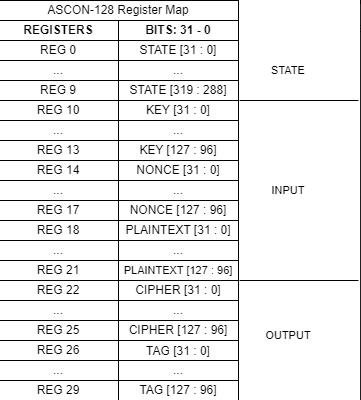 ASCON-128 Register Map
REGISTERS BITS: 31 - 0
REG 0 STATE [31 : 0]
... ...
REG 9 STATE [319 : 288]
STATE
REG 10 KEY [31 : 0]
... ...
REG 13 KEY [127 : 96]
REG 14 NONCE [31 : 0]
... ...
REG 17 NONCE [127 : 96]
REG 18 PLAINTEXT [31 : 0]
... ...
REG 21 PLAINTEXT [127 : 96]
INPUT
REG 22 CIPHER [31 : 0]
... ...
REG 25 CIPHER [127 : 96]
REG 26 TAG [31 : 0]
... ...
REG 29 TAG [127 : 96]
OUTPUT